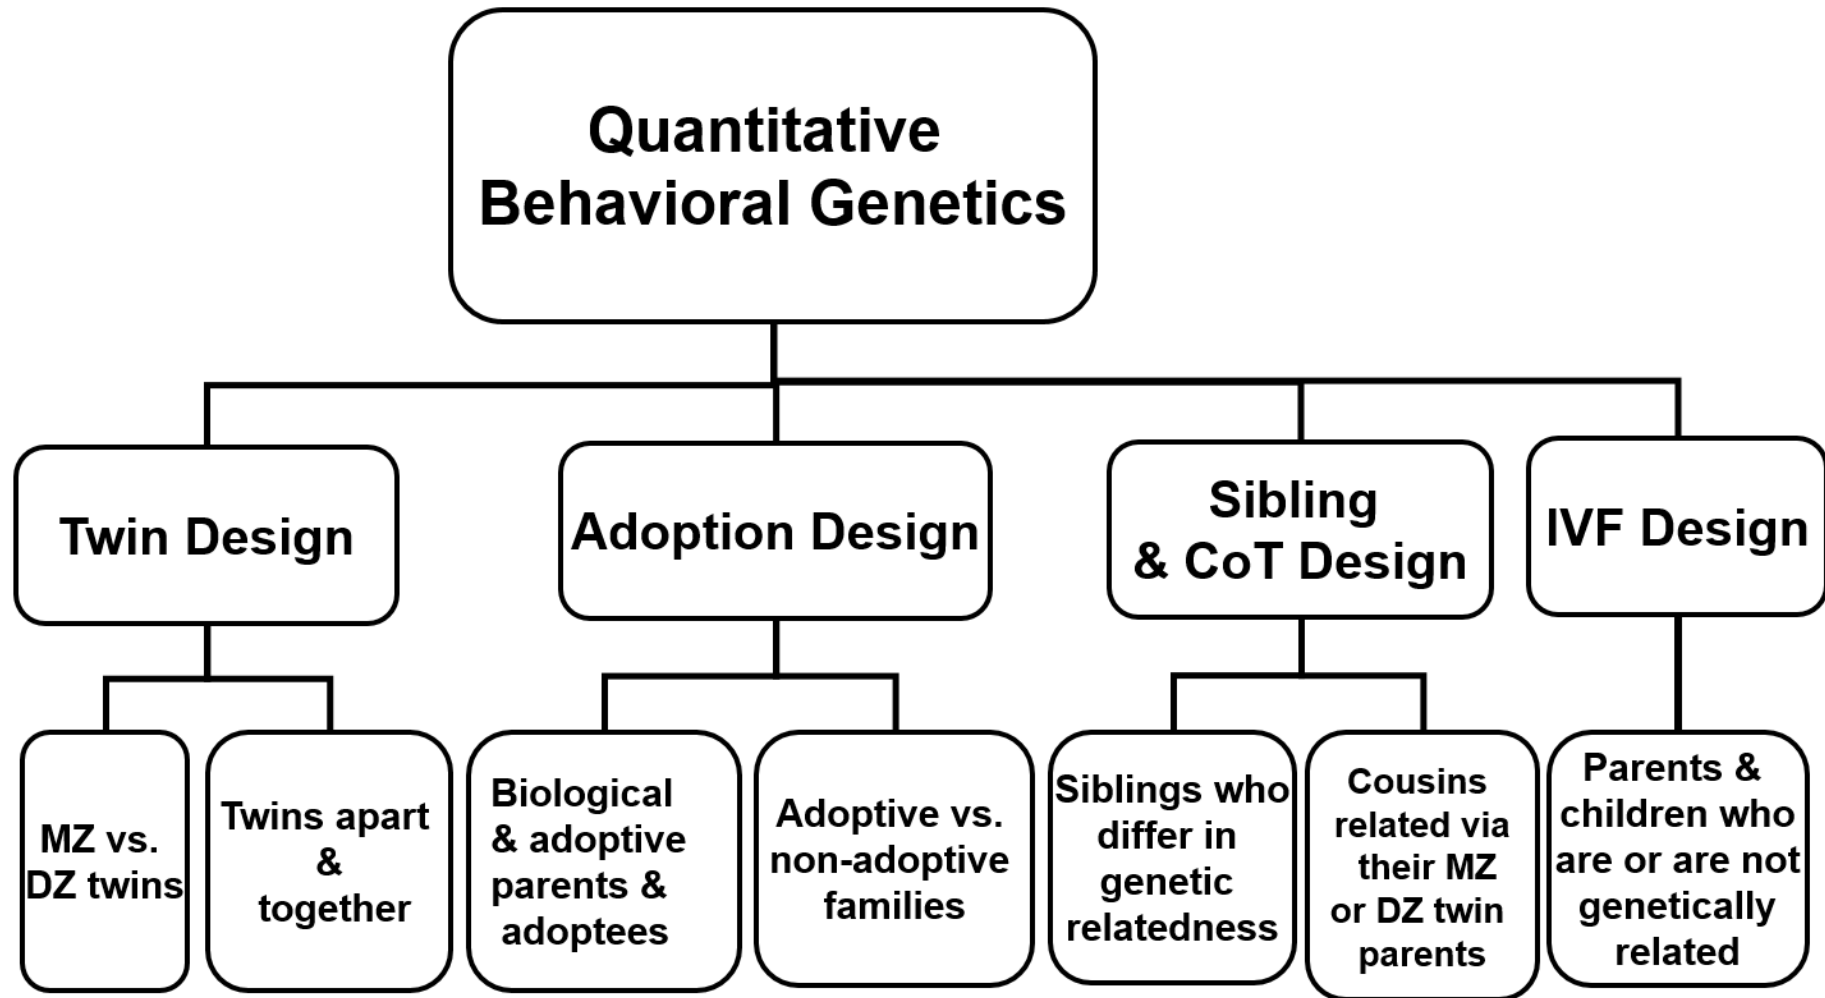 Quantitative
Behavioral Genetics
Twin Design
Adoption Design
Sibling
& CoT Design
IVF Design
MZ vs.
DZ twins
Twins apart
&
together
Biological
& adoptive
parents &
adoptees
Adoptive vs.
non-adoptive
families
Siblings who
differ in
genetic
relatedness
Cousins
related via
their MZ
or DZ twin
parents
Parents &
children who
are or are not
genetically
related